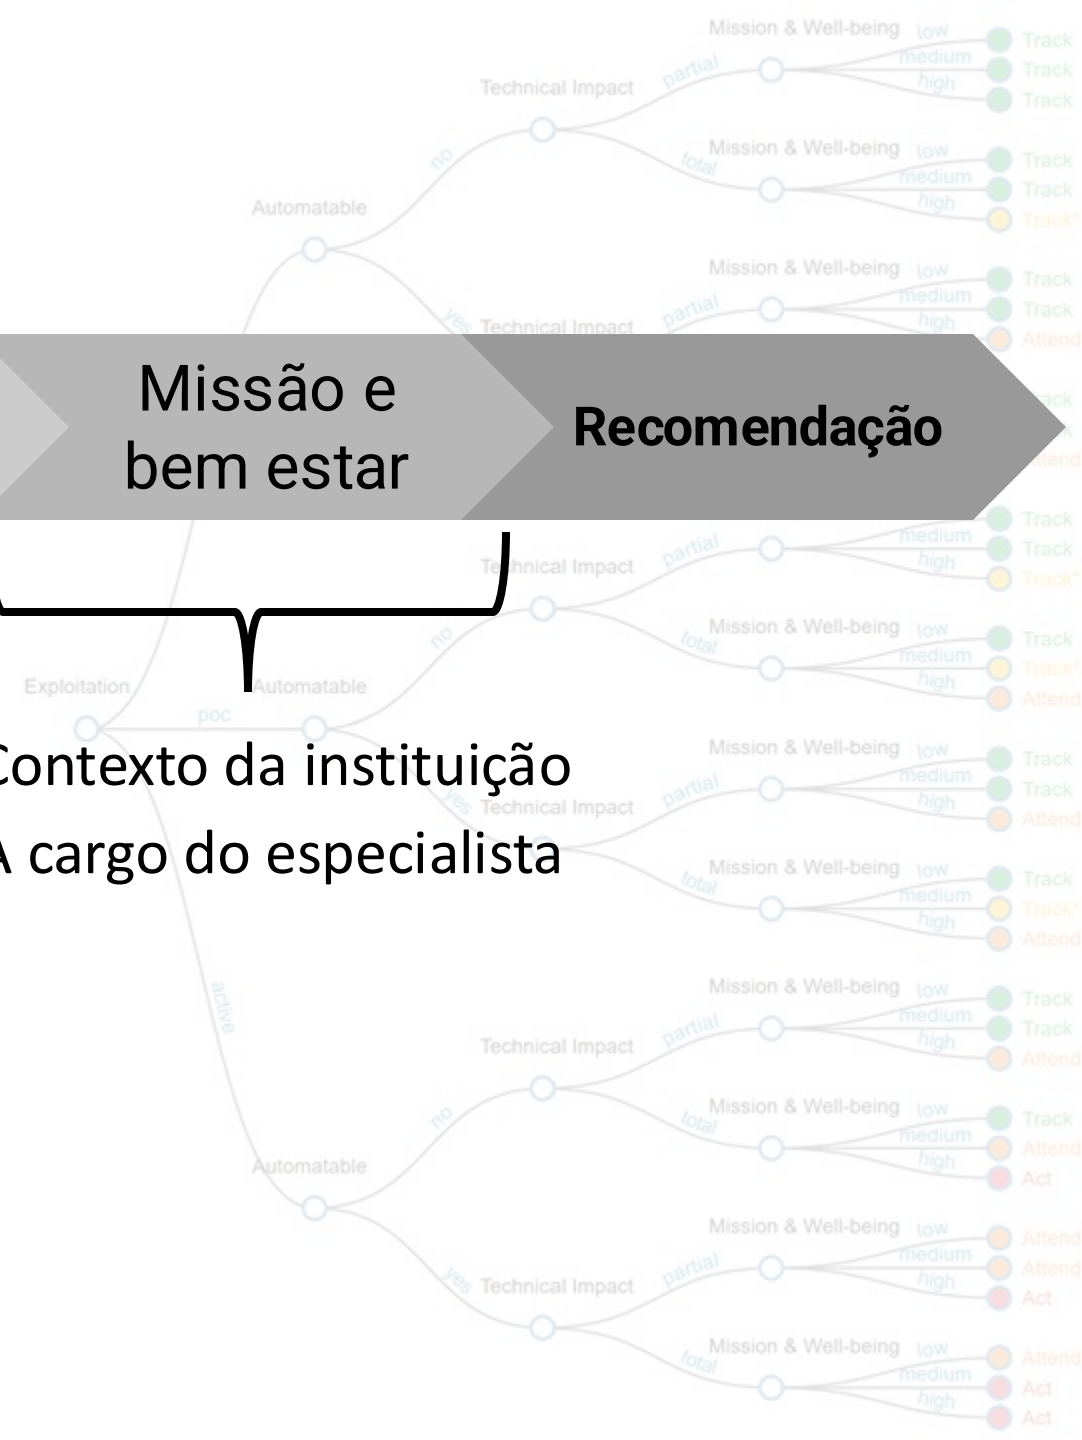 Mission & Well-being
low
Track
medium
Track
partial
high
Track
Technical Impact
no
total
Mission & Well-being
low
Track
medium
Track
high
Track*
Automatable
Mission & Well-being
low
Track
medium
Track
partial
high
Attend
yes
Technical Impact
Missão e
bem estar
Recomendação
Track
partial
medium
Track
high
Track*
Technical Impact
no
total
Mission & Well-being
low
Track
medium
Track*
high
Attend
Exploitation
poc
Automatable
Contexto da instituição
A cargo do especialista
Mission & Well-being
low
Track
medium
Track
partial
high
Attend
yes
Technical Impact
total
Mission & Well-being
low
Track
medium
Track*
high
Attend
active
Mission & Well-being
low
Track
medium
Track
partial
high
Attend
Technical Impact
no
total
Mission & Well-being
low
Track
medium
Attend
high
Act
Automatable
Mission & Well-being
low
Attend
medium
Attend
partial
high
Act
yes
Technical Impact
total
Mission & Well-being
low
Attend
medium
Act
high
Act